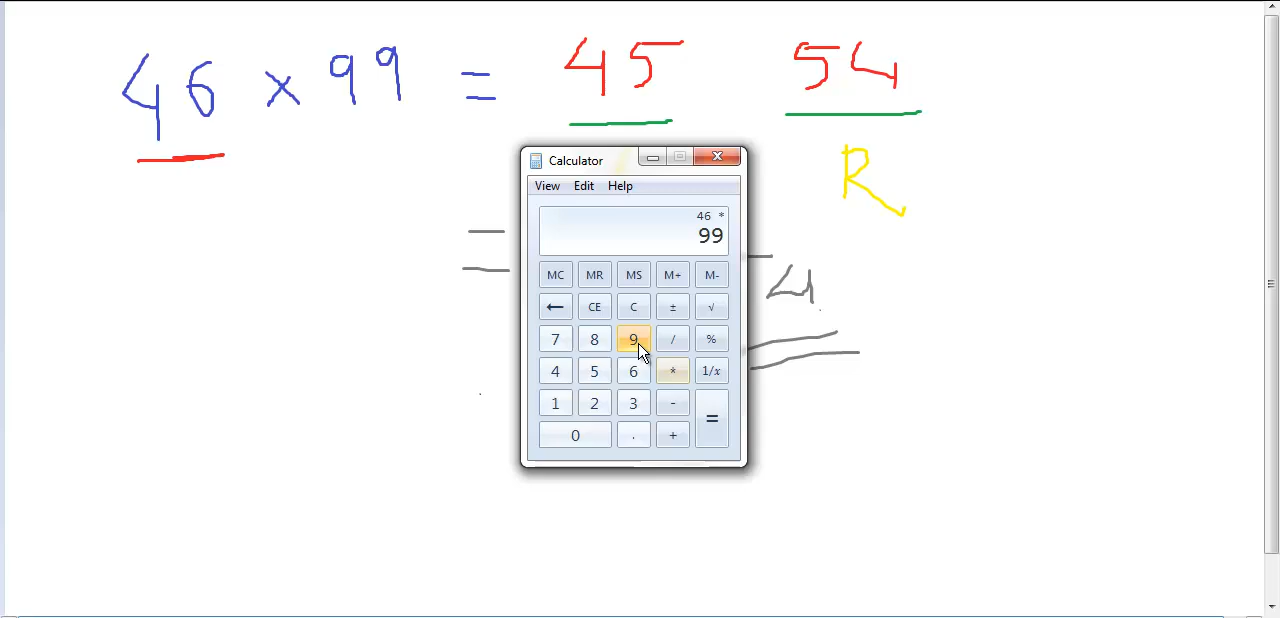 46 × 99 = 45 54
R
Calculator
View Edit Help
46 *
99
MC MR MS M+ M-
← CE C ± √
7 8 9 / %
4 5 6 * 1/x
1 2 3 - =
0 . +
=
4